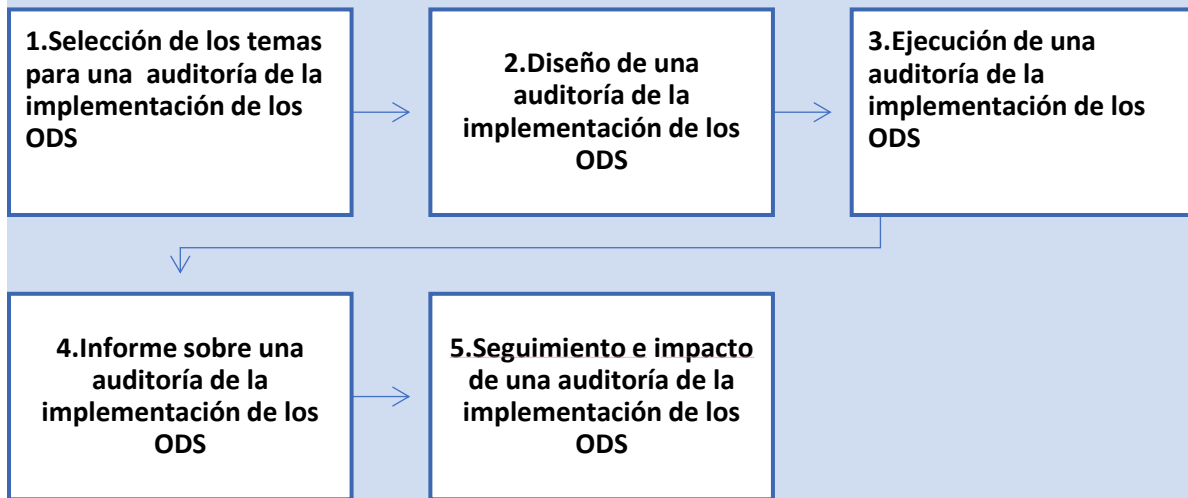 1.Selección de los temas
para una auditoría de la
implementación de los
ODS
2.Diseño de una
auditoría de la
implementación de los
ODS
3.Ejecución de una
auditoría de la
implementación de los
ODS
4.Informe sobre una
auditoría de la
implementación de los
ODS
5.Seguimiento e impacto
de una auditoría de la
implementación de los
ODS